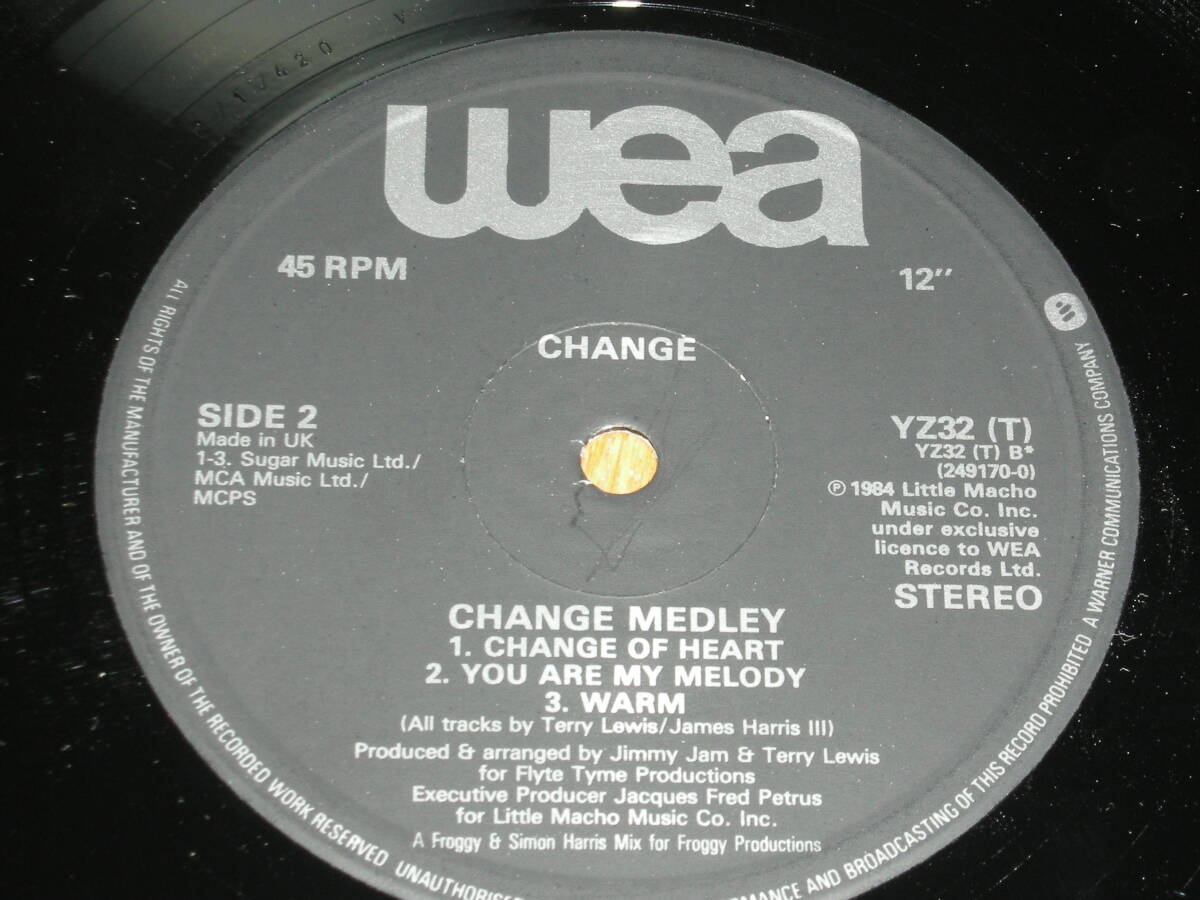 wea
45 RPM
12"
CHANGE
SIDE 2
Made in UK
1-3. Sugar Music Ltd./
MCA Music Ltd./
MCPS
YZ32 (T)
YZ32 (T) B*
(249170-0)
℗ 1984 Little Macho
Music Co. Inc.
under exclusive
licence to WEA
Records Ltd.
STEREO
CHANGE MEDLEY
1. CHANGE OF HEART
2. YOU ARE MY MELODY
3. WARM
(All tracks by Terry Lewis/James Harris III)
Produced & arranged by Jimmy Jam & Terry Lewis
for Flyte Tyme Productions
Executive Producer Jacques Fred Petrus
for Little Macho Music Co. Inc.
A Froggy & Simon Harris Mix for Froggy Productions
ALL RIGHTS OF THE MANUFACTURER AND OF THE OWNER OF THE RECORDED WORK RESERVED
AND BROADCASTING OF THIS RECORD PROHIBITED A WARNER COMMUNICATIONS COMPANY